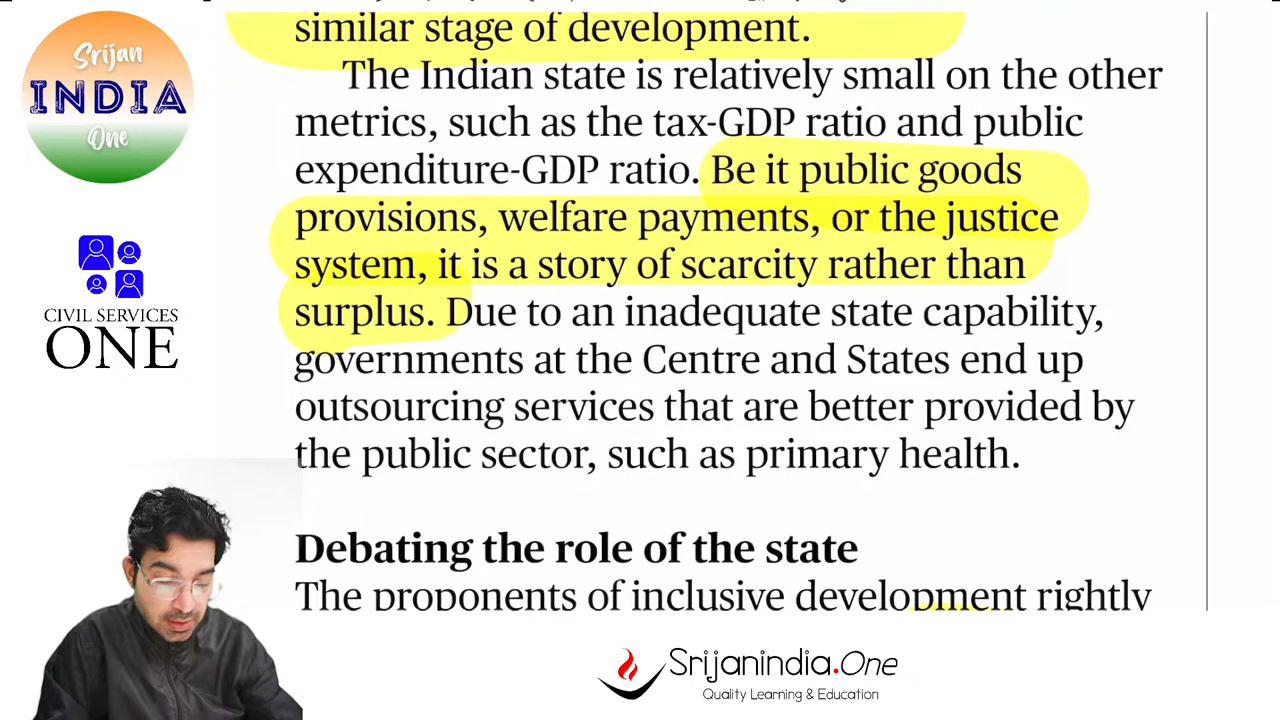 Srijan
INDIA
One
CIVIL SERVICES
ONE
similar stage of development.
The Indian state is relatively small on the other
metrics, such as the tax-GDP ratio and public
expenditure-GDP ratio. Be it public goods
provisions, welfare payments, or the justice
system, it is a story of scarcity rather than
surplus. Due to an inadequate state capability,
governments at the Centre and States end up
outsourcing services that are better provided by
the public sector, such as primary health.
Debating the role of the state
The proponents of inclusive development rightly
Srijanindia.One
Quality Learning & Education